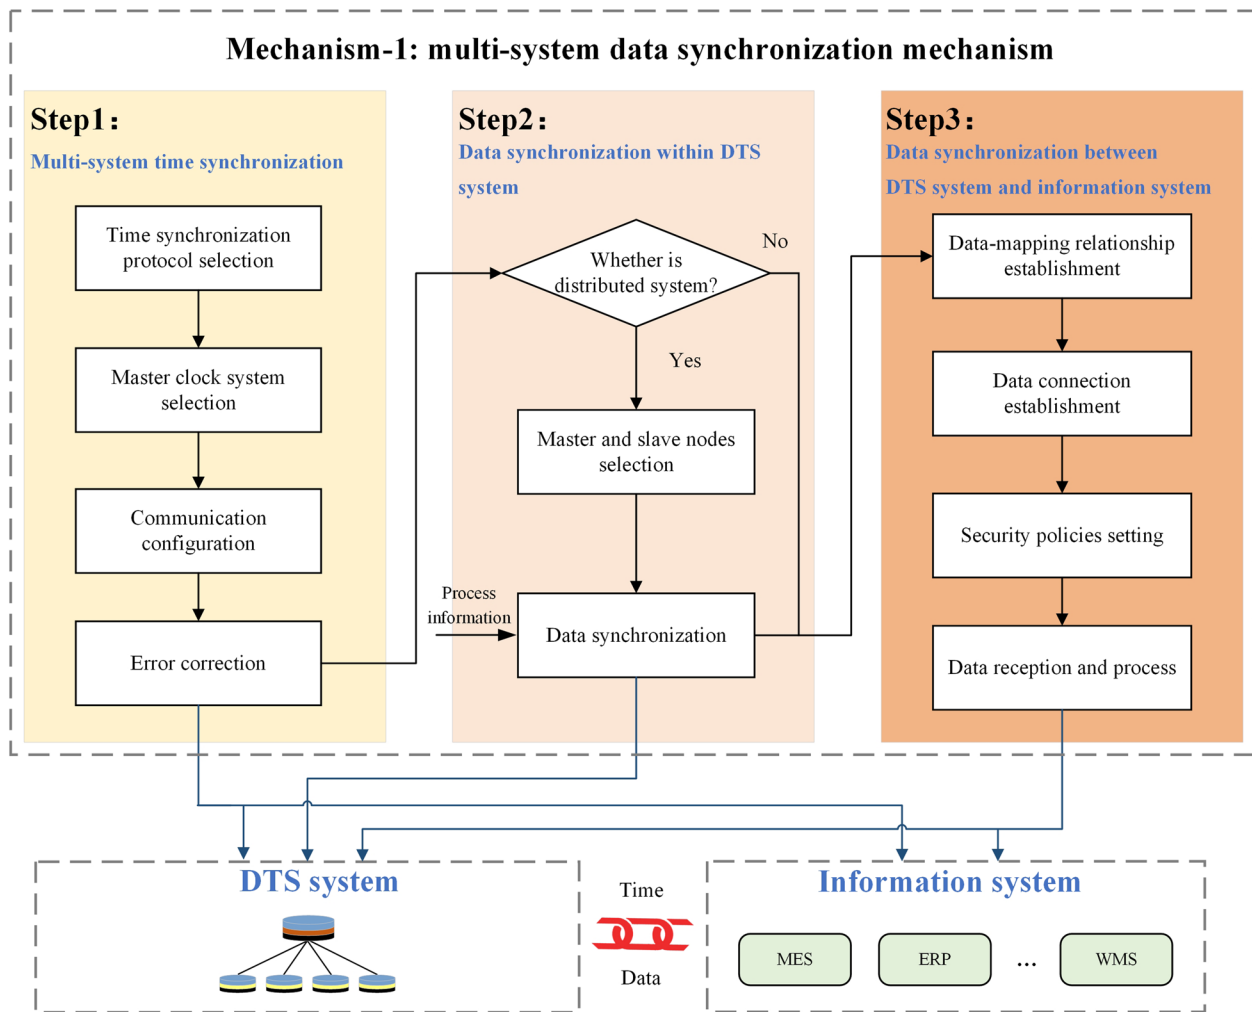 Mechanism-1: multi-system data synchronization mechanism
Step1：
Multi-system time synchronization
Time synchronization
protocol selection
Master clock system
selection
Communication
configuration
Error correction
Step2：
Data synchronization within DTS
system
Whether is
distributed system?
No
Yes
Master and slave nodes
selection
Process
information
Data synchronization
Step3：
Data synchronization between
DTS system and information system
Data-mapping relationship
establishment
Data connection
establishment
Security policies setting
Data reception and process
DTS system
Time
Data
Information system
MES
ERP
...
WMS